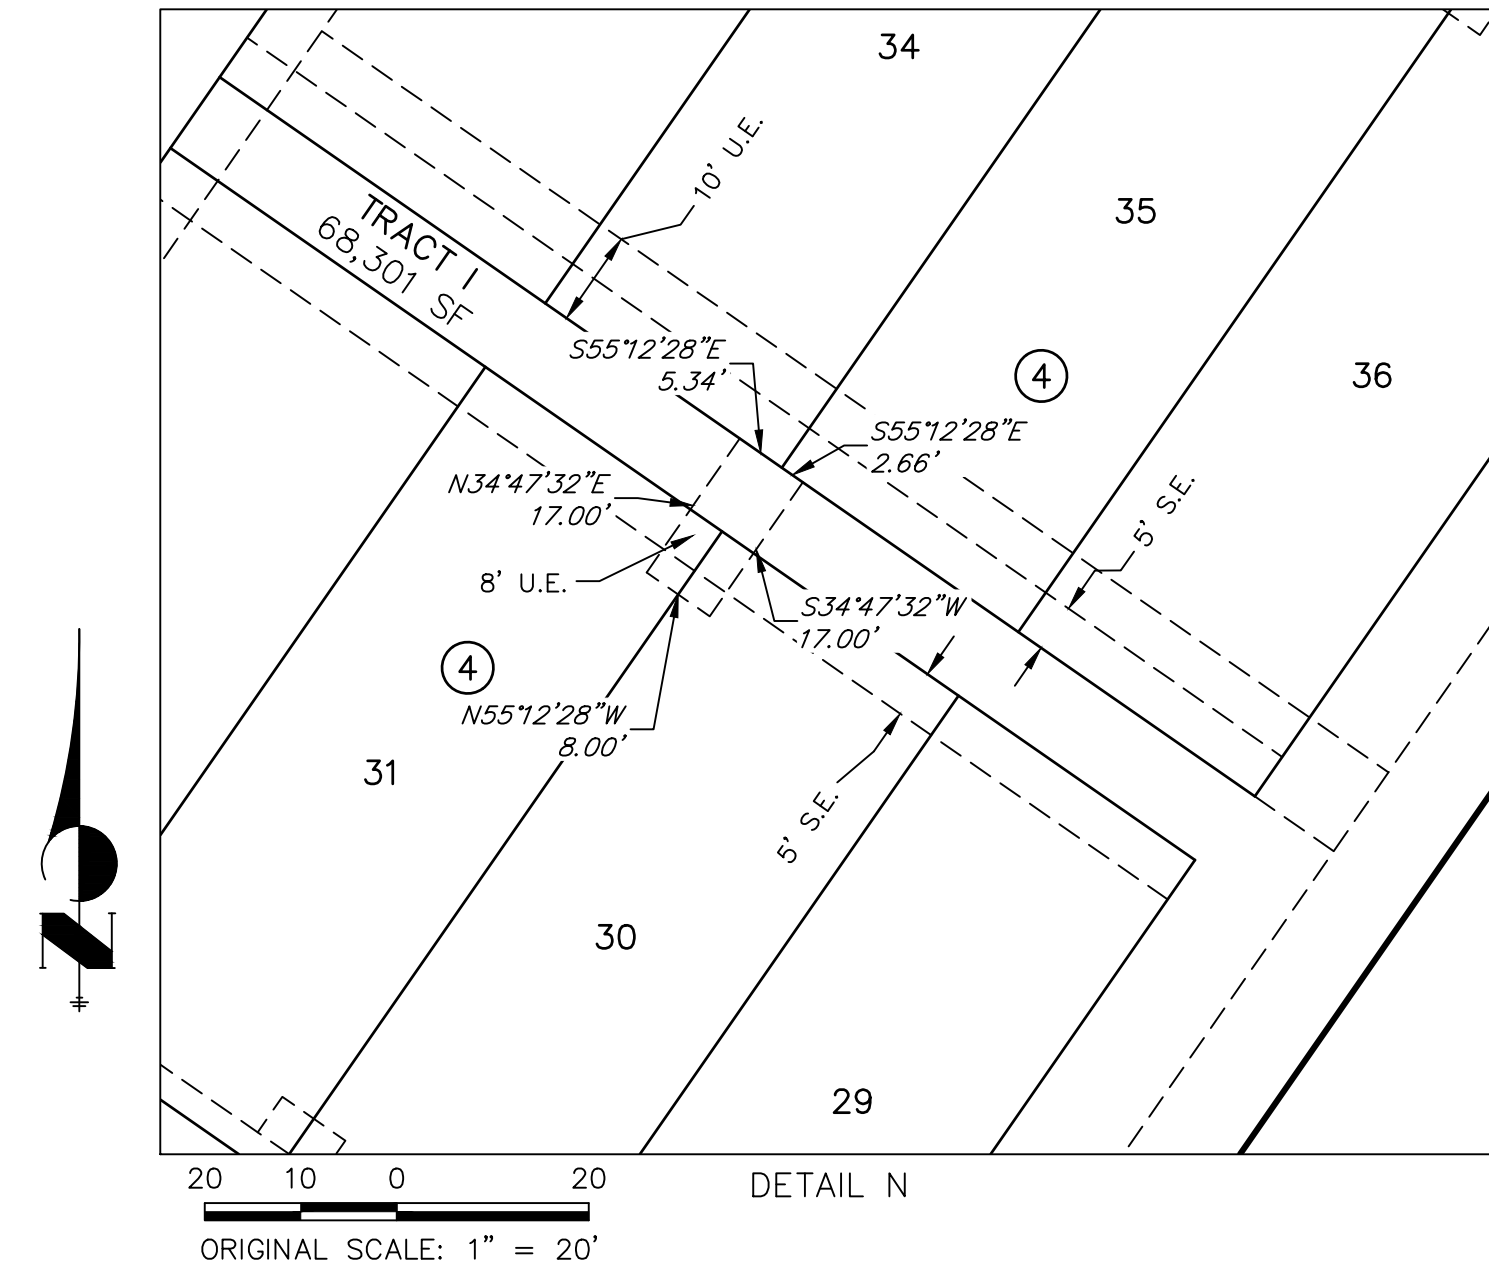 34
10' U.E.
35
TRACT I
68,301 SF
S55°12'28"E
5.34'
4
36
S55°12'28"E
2.66'
N34°47'32"E
17.00'
5' S.E.
8' U.E.
S34°47'32"W
17.00'
4
N55°12'28"W
8.00'
31
5' S.E.
30
N
29
20 10 0 20
DETAIL N
ORIGINAL SCALE: 1" = 20'